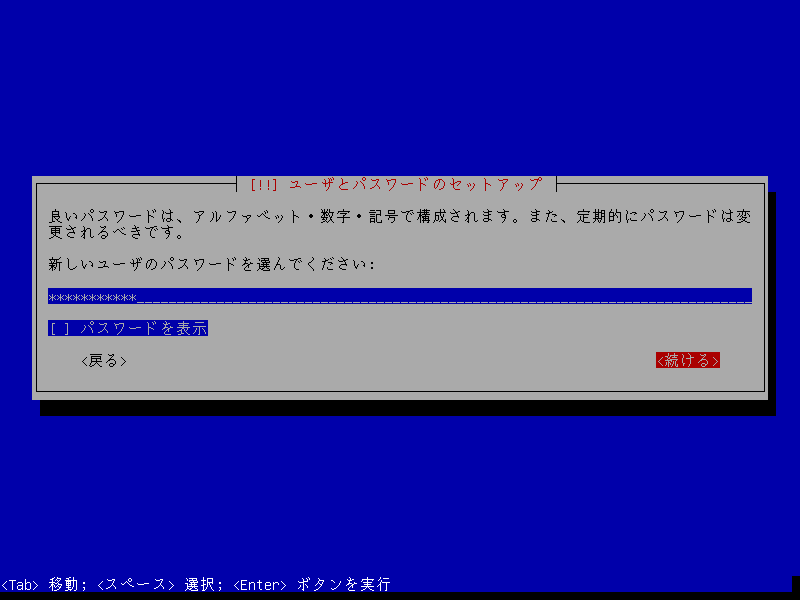 [!!] ユーザとパスワードのセットアップ
良いパスワードは、アルファベット・数字・記号で構成されます。また、定期的にパスワードは変
更されるべきです。
新しいユーザのパスワードを選んでください:
***********
[ ] パスワードを表示
<戻る> <続ける>
<Tab> 移動; <スペース> 選択; <Enter> ボタンを実行